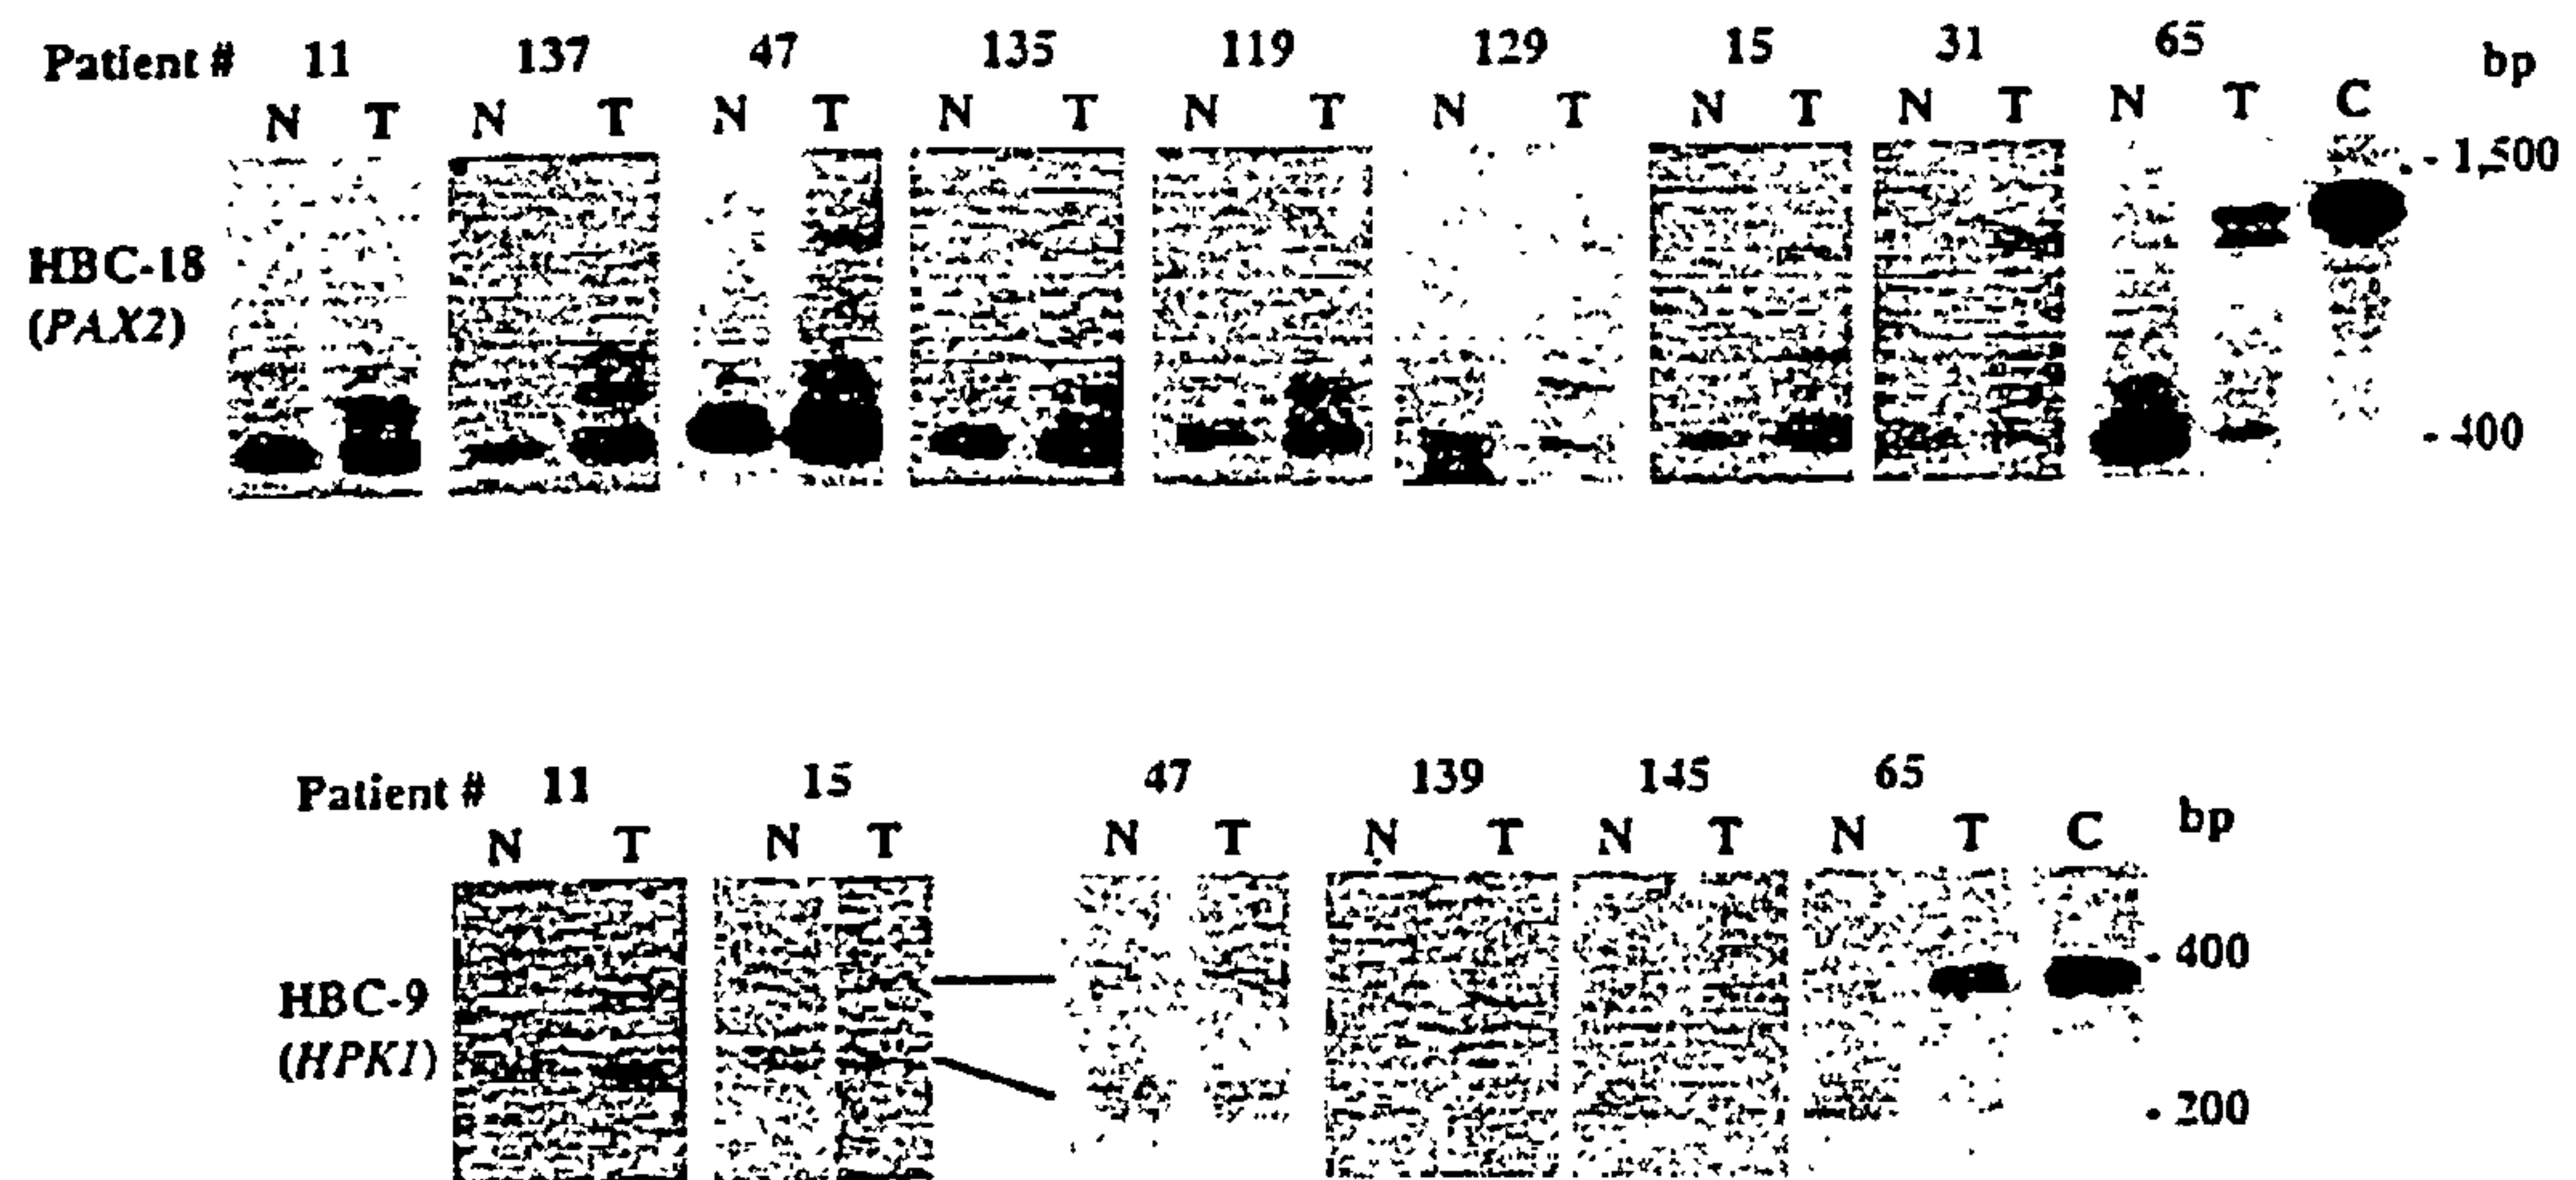 Patient # 11 137 47 135 119 129 15 31 65 bp
N T N T N T N T N T N T N T N T N T C
- 1,500
HBC-18
(PAX2)
- 400
Patient # 11 15 47 139 145 65 bp
N T N T N T N T N T N T C
- 400
HBC-9
(HPK1)
- 200